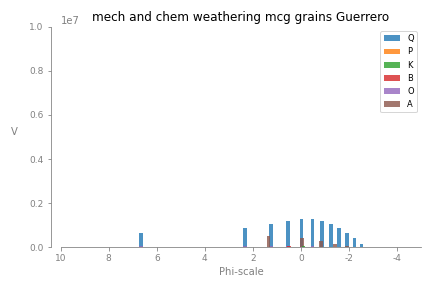 mech and chem weathering mcg grains Guerrero
1e7
1.0
0.8
0.6
0.4
0.2
0.0
V
10 8 6 4 2 0 -2 -4
Phi-scale
Q
P
K
B
O
A